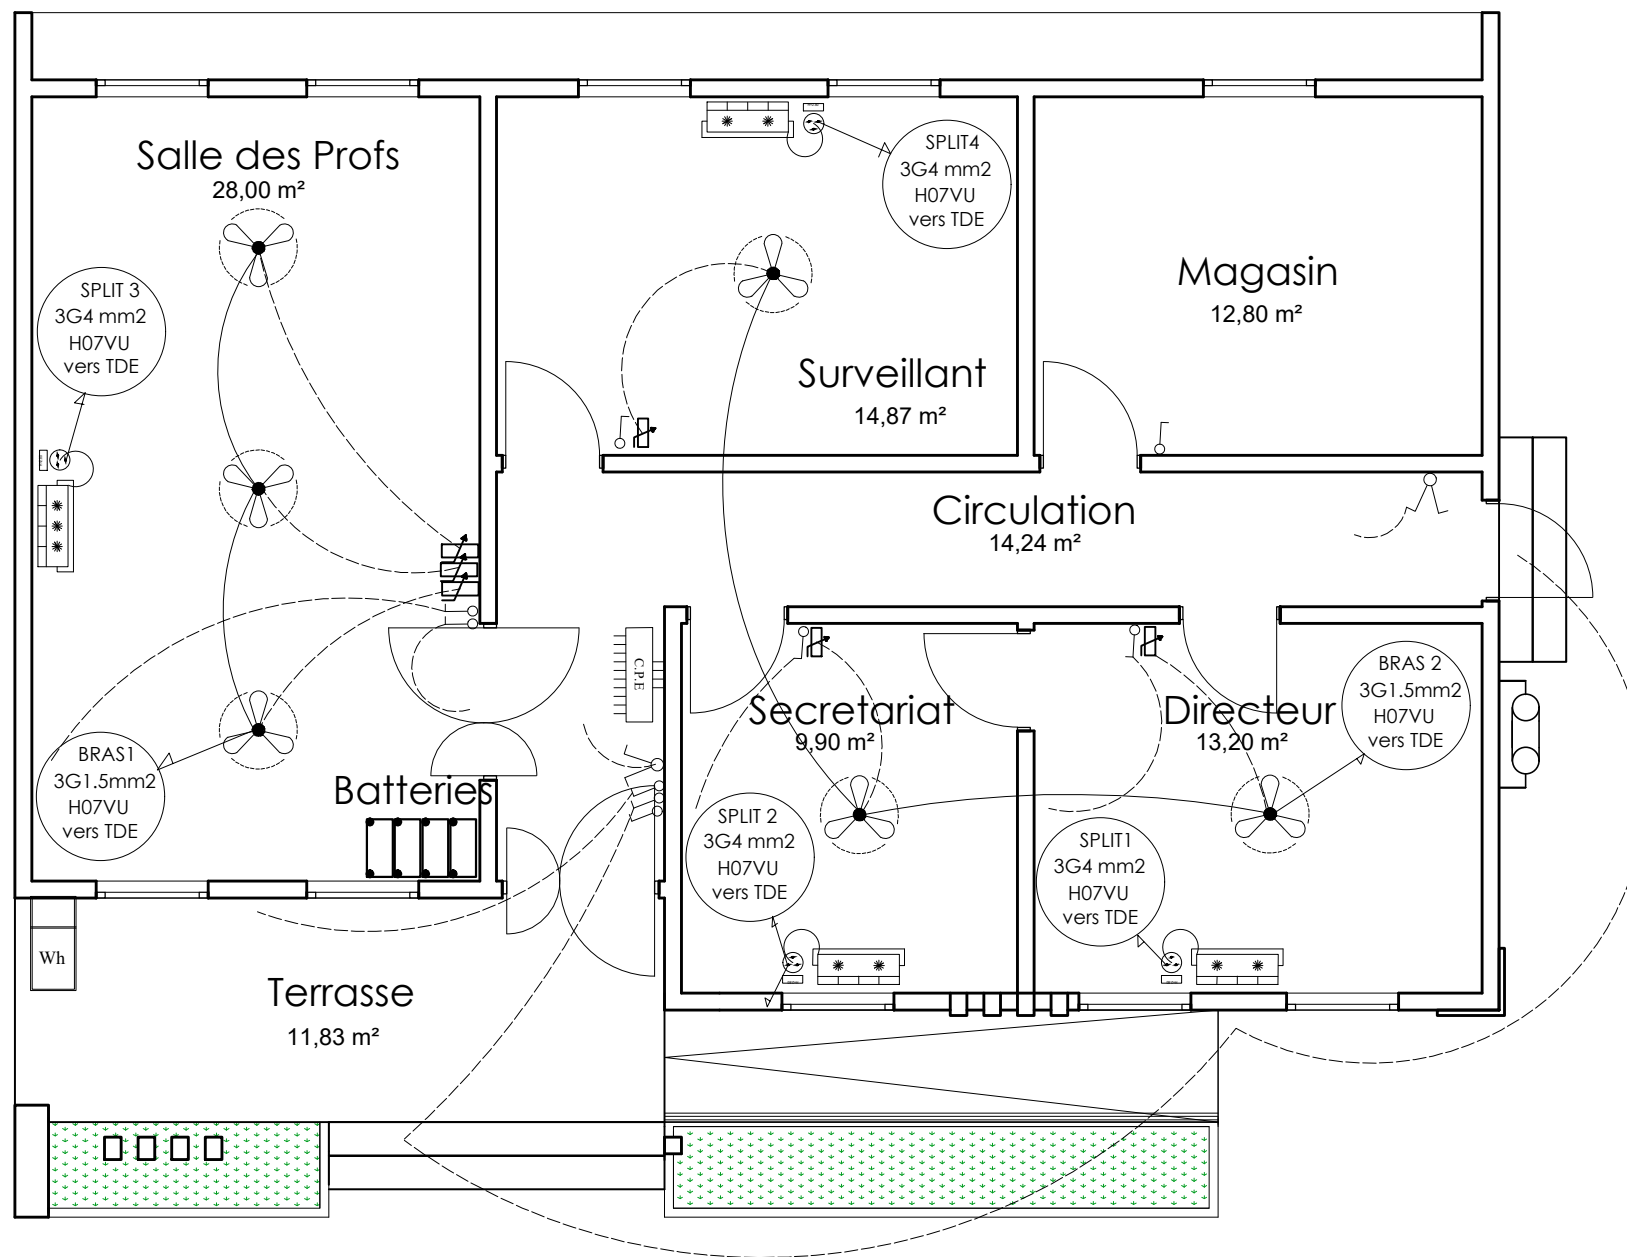 Salle des Profs
28,00 m²
SPLIT 3
3G4 mm2
H07VU
vers TDE
BRAS1
3G1.5mm2
H07VU
vers TDE
Batteries
SPLIT4
3G4 mm2
H07VU
vers TDE
Surveillant
14,87 m²
Magasin
12,80 m²
Circulation
14,24 m²
C.P.E
Secretariat
9,90 m²
SPLIT 2
3G4 mm2
H07VU
vers TDE
Directeur
13,20 m²
BRAS 2
3G1.5mm2
H07VU
vers TDE
SPLIT1
3G4 mm2
H07VU
vers TDE
Wh
Terrasse
11,83 m²